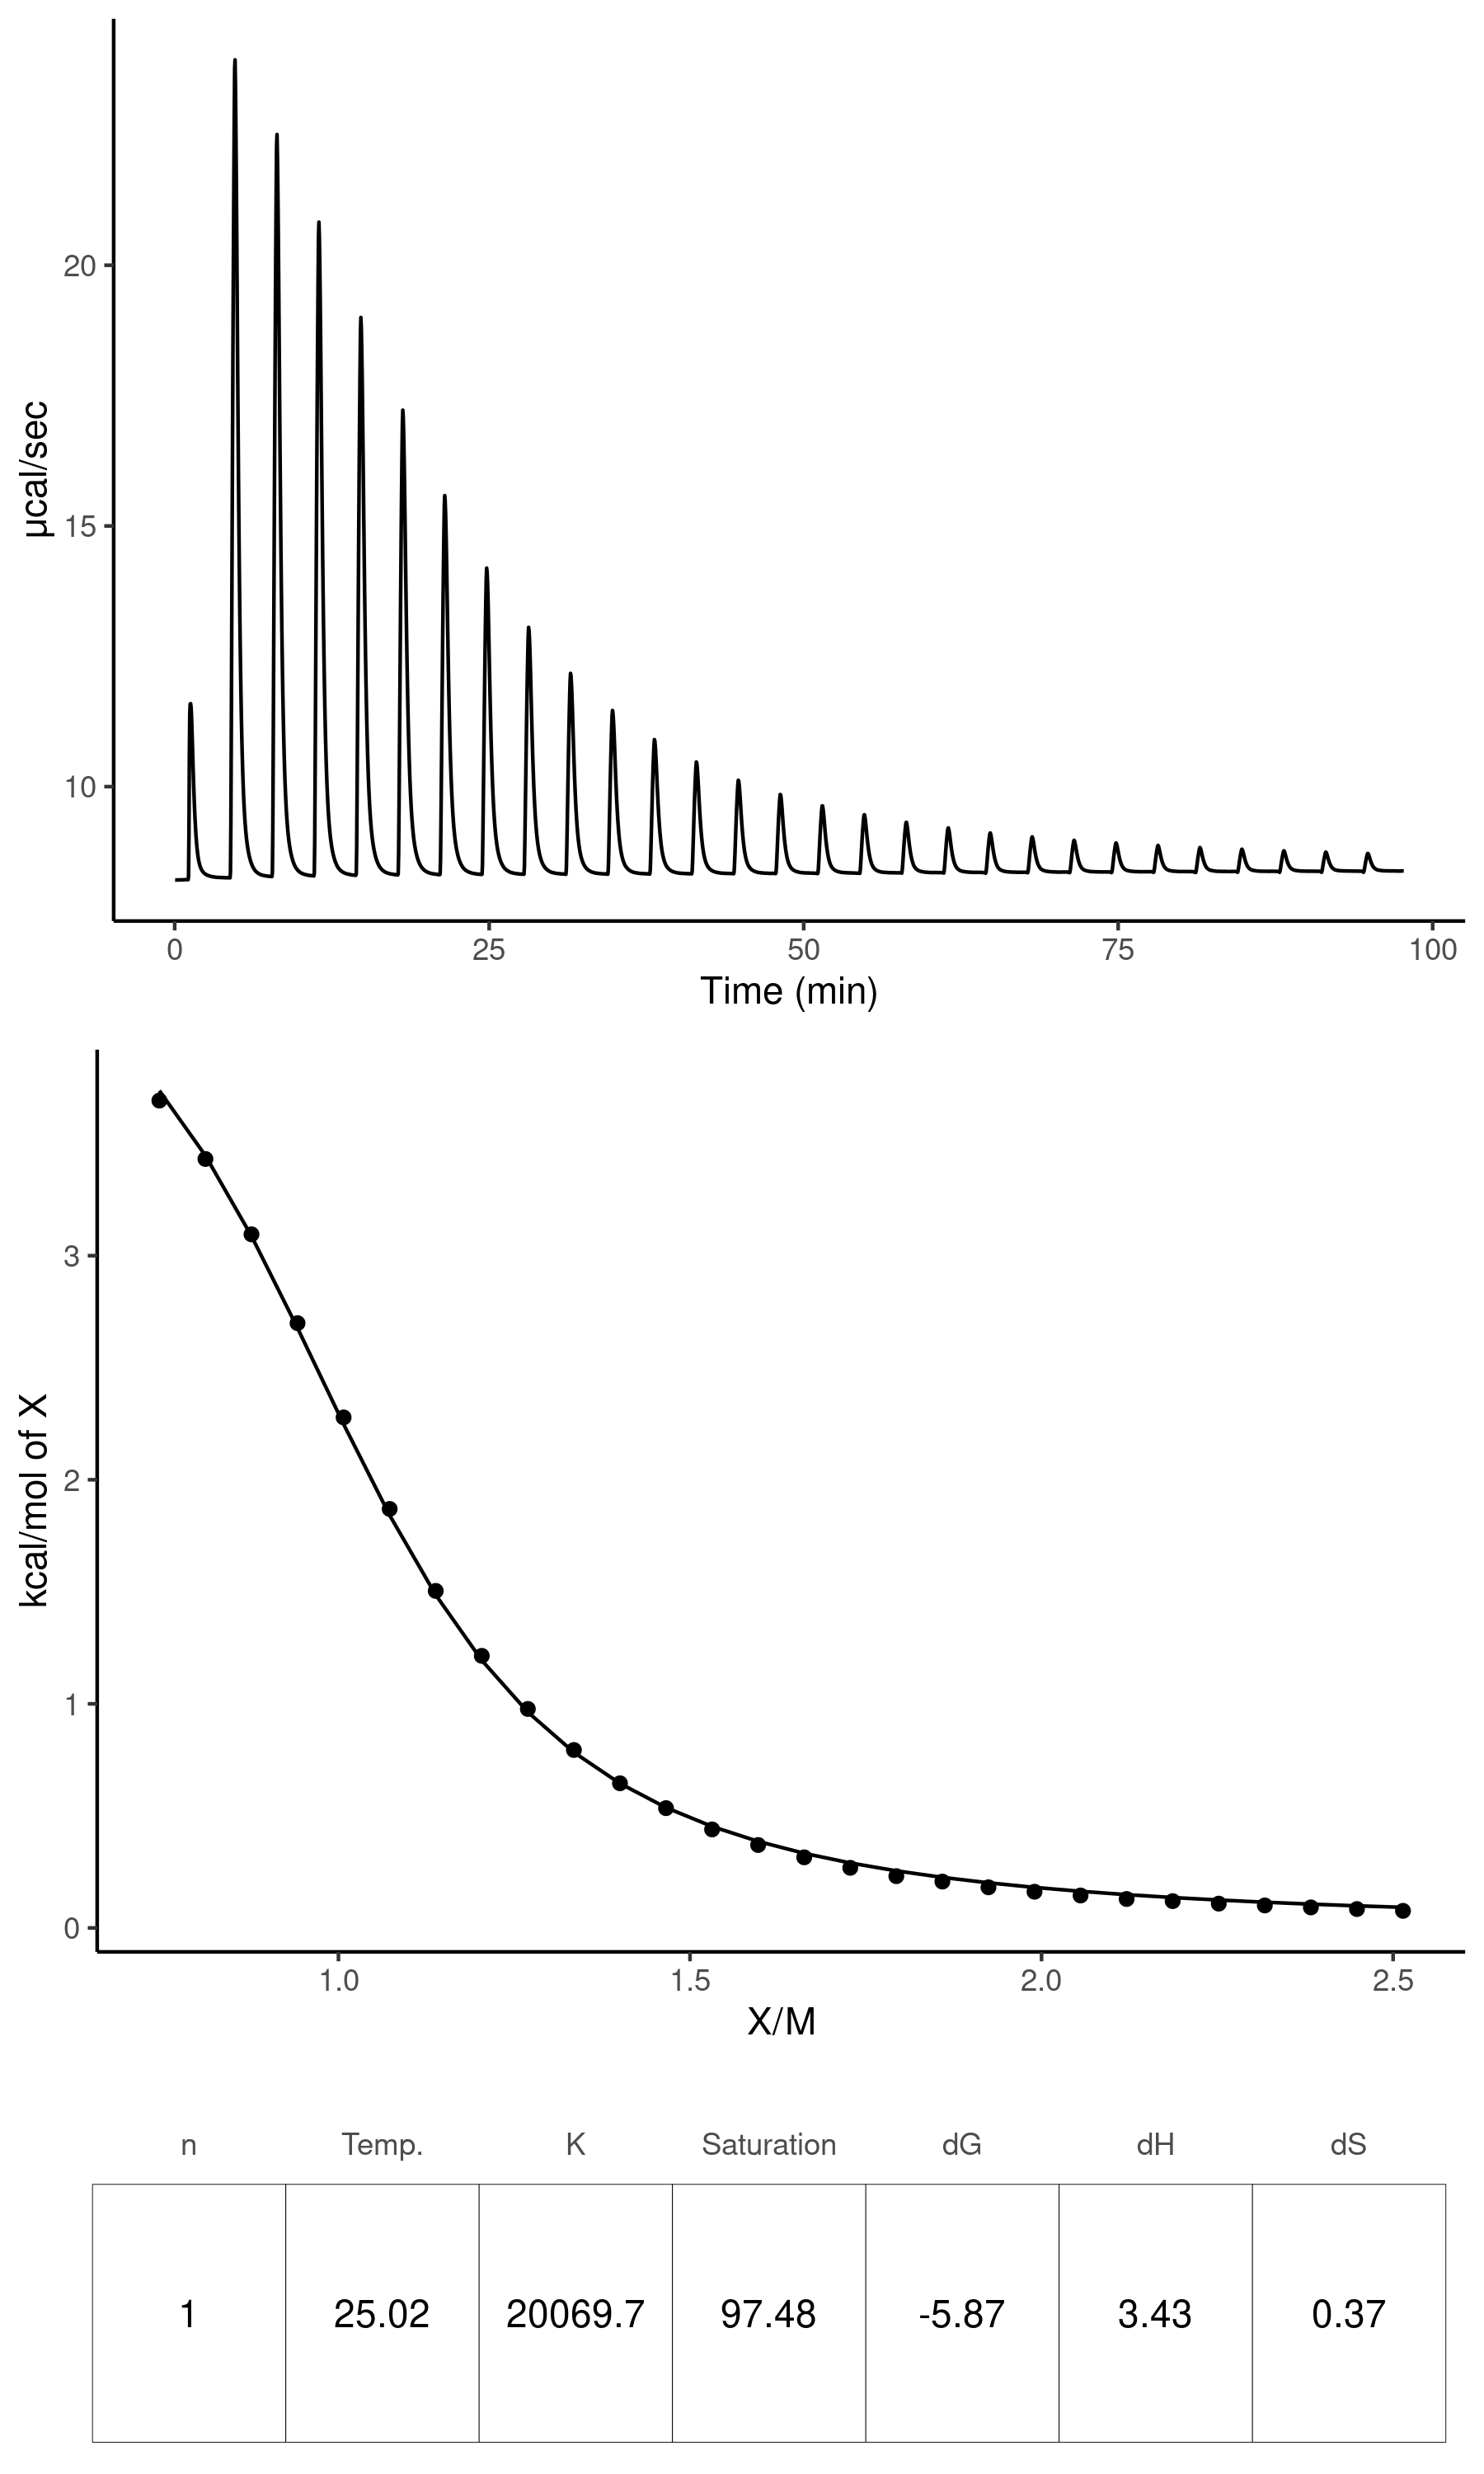 µcal/sec
20
15
10
0 25 50 75 100
Time (min)
kcal/mol of X
3
2
1
0
1.0 1.5 2.0 2.5
X/M
n Temp. K Saturation dG dH dS
1 25.02 20069.7 97.48 -5.87 3.43 0.37